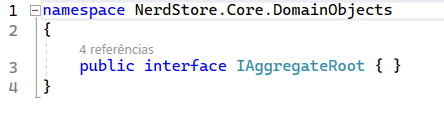 1 namespace NerdStore.Core.DomainObjects
2 {
4 referências
3 public interface IAggregateRoot { }
4 }